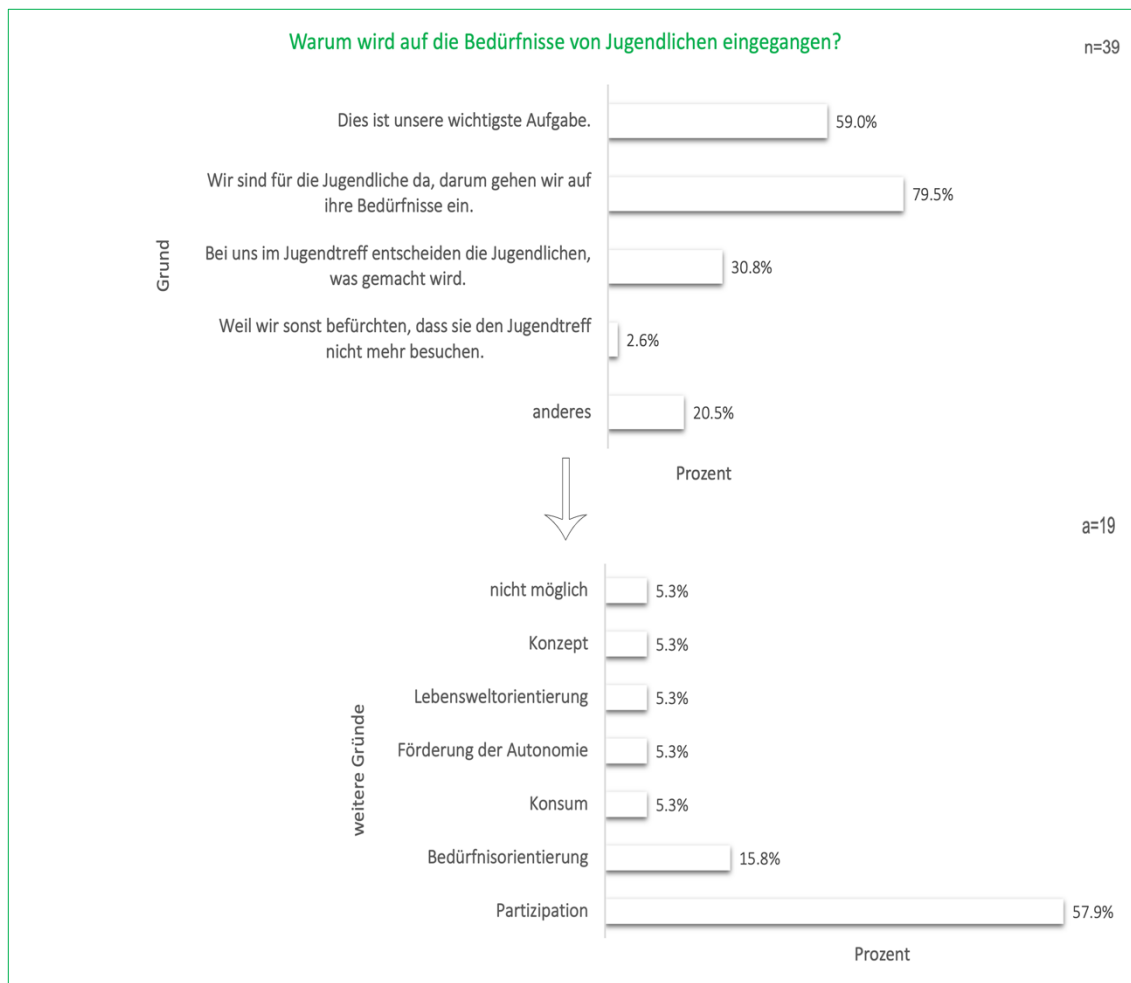 Warum wird auf die Bedürfnisse von Jugendlichen eingegangen?
n=39
Grund
Dies ist unsere wichtigste Aufgabe.
59.0%
Wir sind für die Jugendliche da, darum gehen wir auf
ihre Bedürfnisse ein.
79.5%
Bei uns im Jugendtreff entscheiden die Jugendlichen,
was gemacht wird.
30.8%
Weil wir sonst befürchten, dass sie den Jugendtreff
nicht mehr besuchen.
2.6%
anderes
20.5%
Prozent
a=19
weitere Gründe
nicht möglich
5.3%
Konzept
5.3%
Lebensweltorientierung
5.3%
Förderung der Autonomie
5.3%
Konsum
5.3%
Bedürfnisorientierung
15.8%
Partizipation
57.9%
Prozent